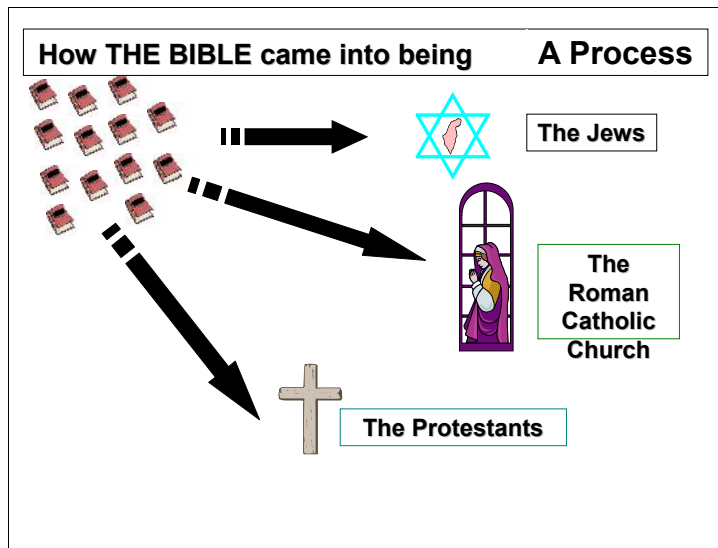 How THE BIBLE came into being
A Process
The Jews
The
Roman
Catholic
Church
The Protestants